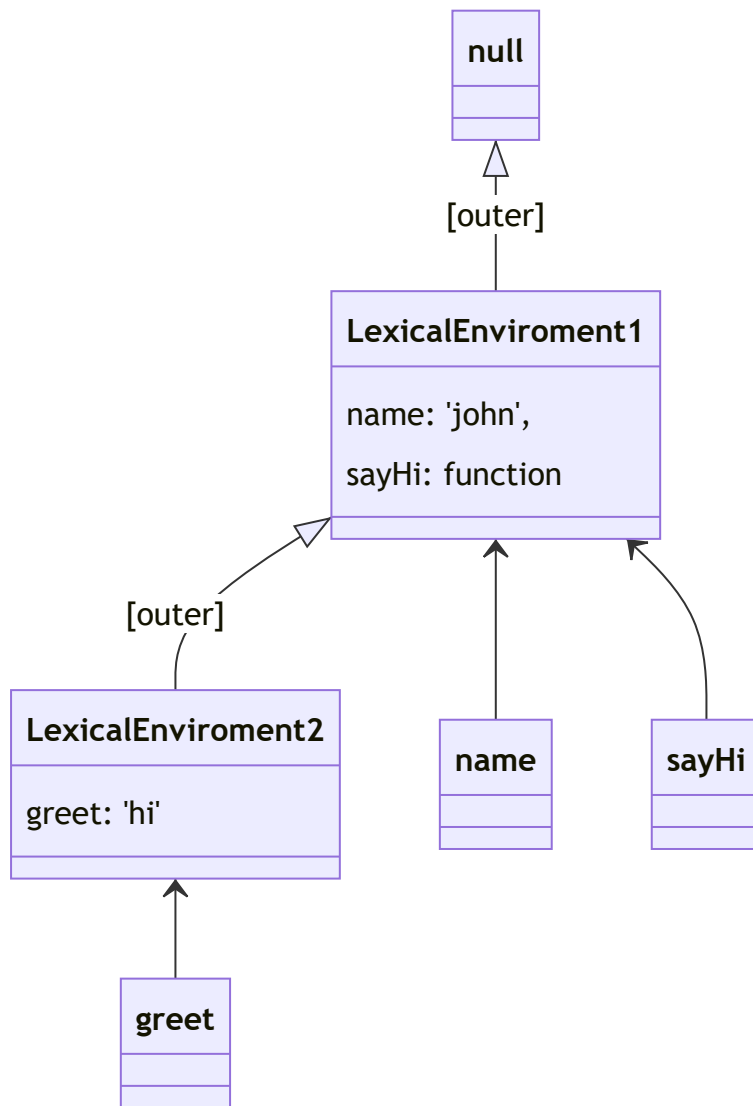 null
[outer]
LexicalEnviroment1
name: 'john',
sayHi: function
[outer]
LexicalEnviroment2
greet: 'hi'
name
sayHi
greet